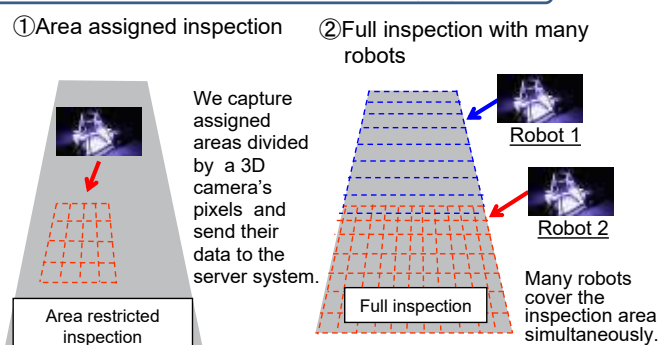 ①Area assigned inspection
We capture
assigned
areas divided
by a 3D
camera's
pixels and
send their
data to the
server system.
Area restricted
inspection
②Full inspection with many
robots
Robot 1
Robot 2
Full inspection
Many robots
cover the
inspection area
simultaneously.